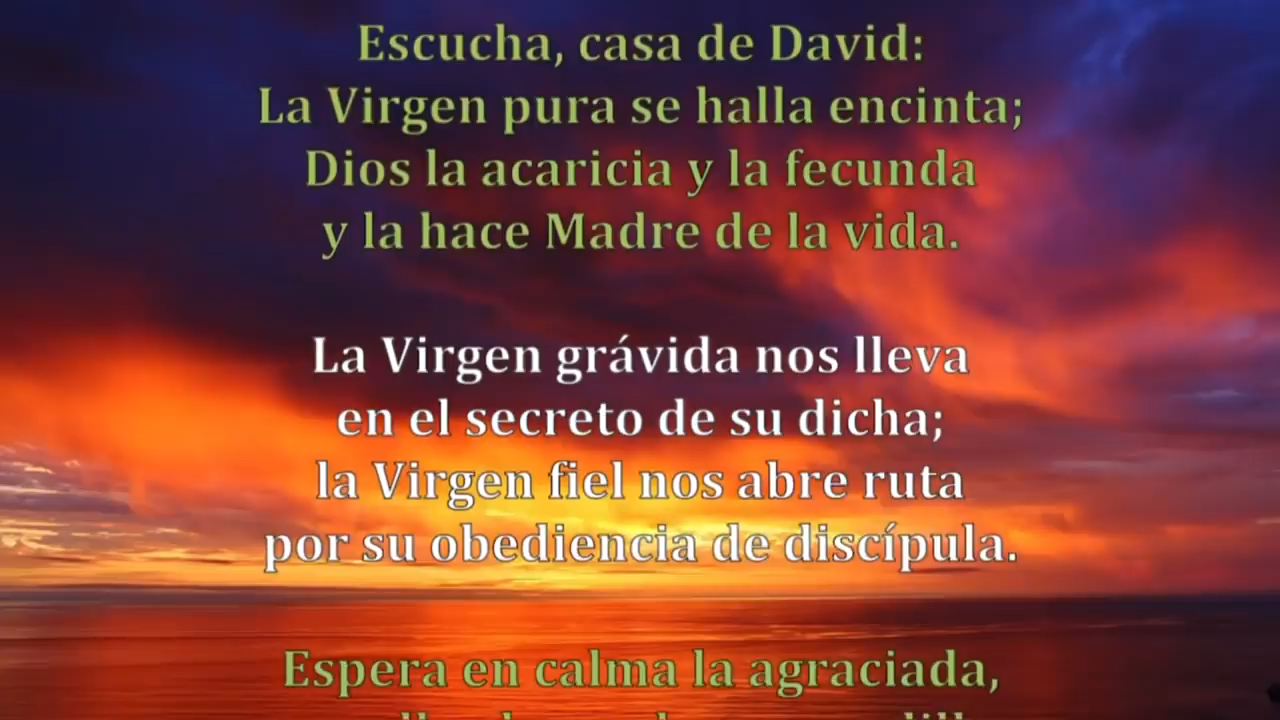 Escucha, casa de David:
La Virgen pura se halla encinta;
Dios la acaricia y la fecunda
y la hace Madre de la vida.
La Virgen grávida nos lleva
en el secreto de su dicha;
la Virgen fiel nos abre ruta
por su obediencia de discípula.
Espera en calma la agraciada,